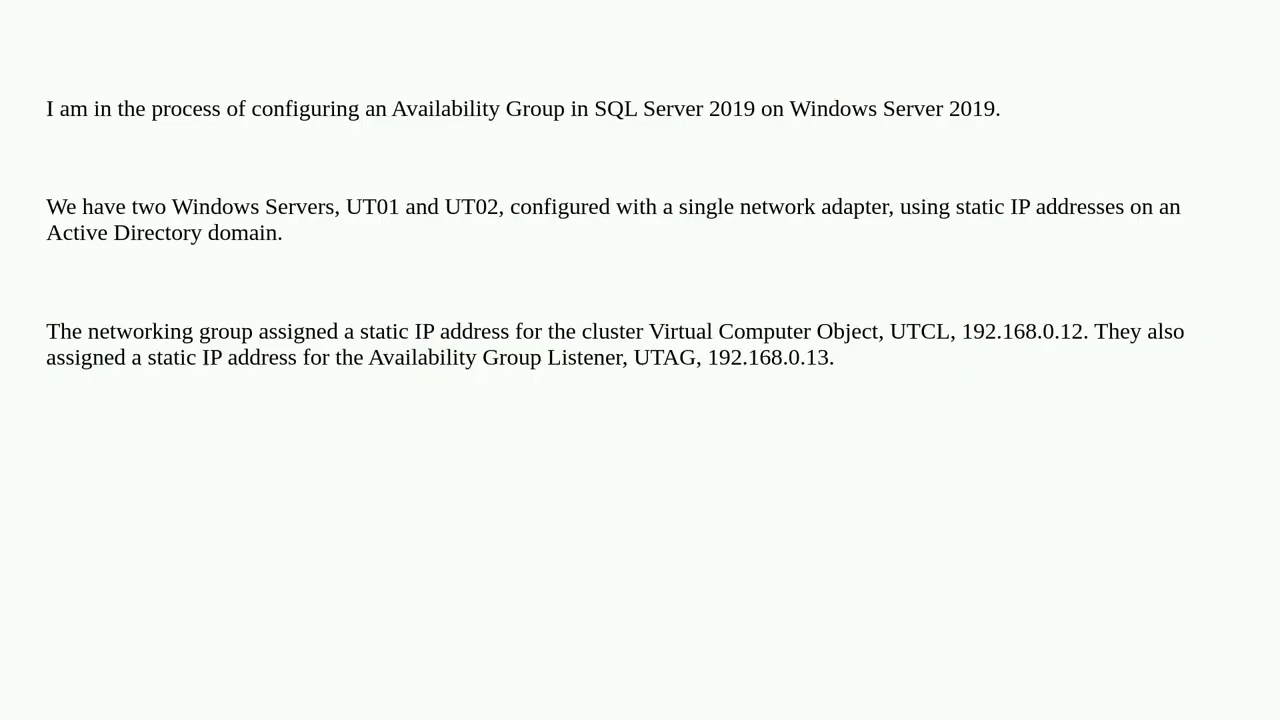 I am in the process of configuring an Availability Group in SQL Server 2019 on Windows Server 2019.
We have two Windows Servers, UT01 and UT02, configured with a single network adapter, using static IP addresses on an
Active Directory domain.
The networking group assigned a static IP address for the cluster Virtual Computer Object, UTCL, 192.168.0.12. They also
assigned a static IP address for the Availability Group Listener, UTAG, 192.168.0.13.